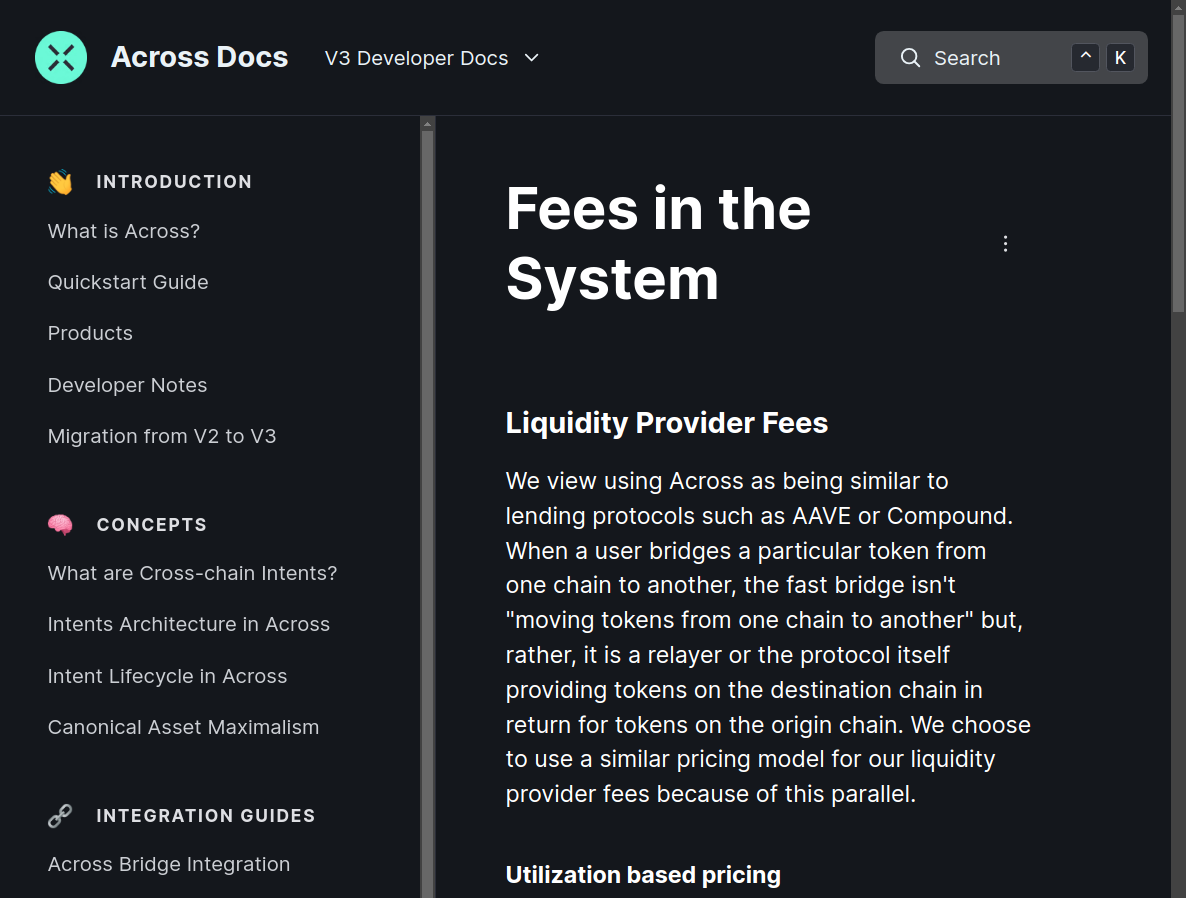 Across Docs
V3 Developer Docs
Search
^ K
INTRODUCTION
What is Across?
Quickstart Guide
Products
Developer Notes
Migration from V2 to V3
CONCEPTS
What are Cross-chain Intents?
Intents Architecture in Across
Intent Lifecycle in Across
Canonical Asset Maximalism
INTEGRATION GUIDES
Across Bridge Integration
Fees in the
System
Liquidity Provider Fees
We view using Across as being similar to
lending protocols such as AAVE or Compound.
When a user bridges a particular token from
one chain to another, the fast bridge isn't
"moving tokens from one chain to another" but,
rather, it is a relayer or the protocol itself
providing tokens on the destination chain in
return for tokens on the origin chain. We choose
to use a similar pricing model for our liquidity
provider fees because of this parallel.
Utilization based pricing